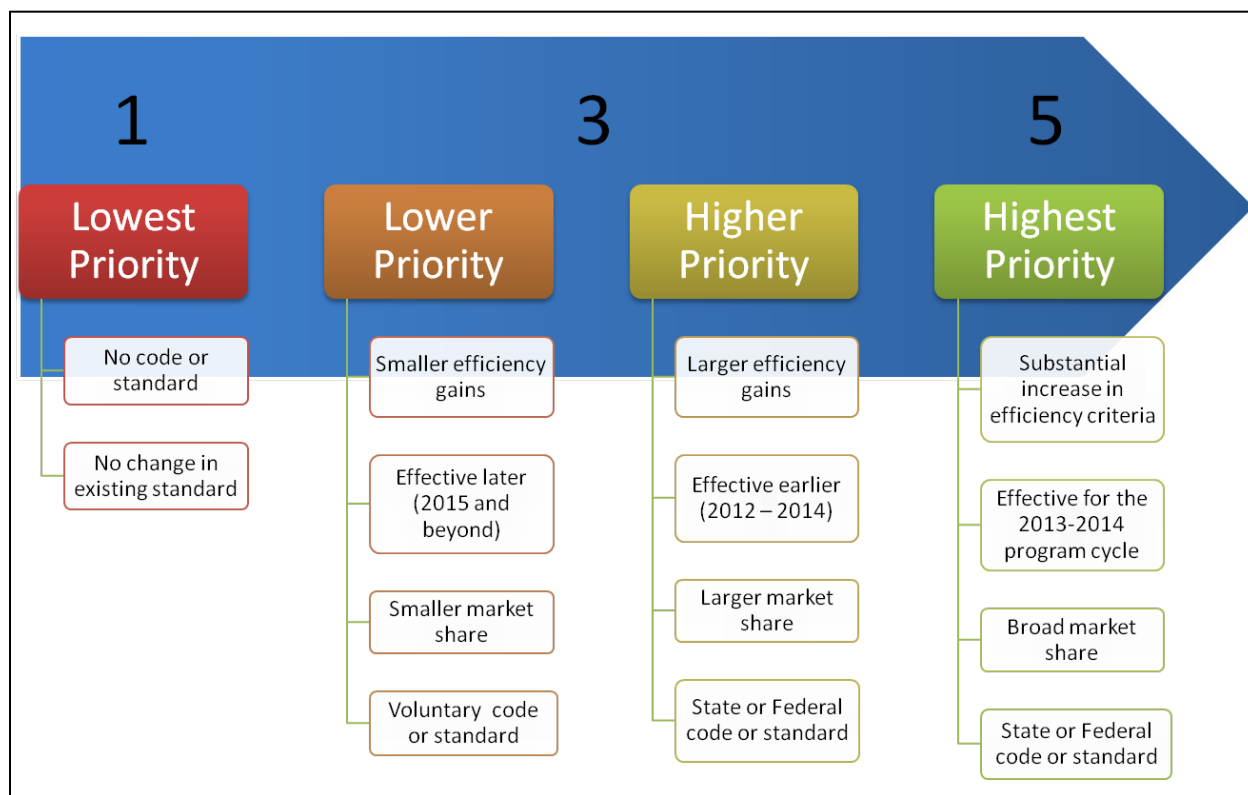 1
3
5
Lowest
Priority
No code or
standard
No change in
existing standard
Lower
Priority
Smaller efficiency
gains
Effective later
(2015 and
beyond)
Smaller market
share
Voluntary code
or standard
Higher
Priority
Larger efficiency
gains
Effective earlier
(2012 – 2014)
Larger market
share
State or Federal
code or standard
Highest
Priority
Substantial
increase in
efficiency criteria
Effective for the
2013-2014
program cycle
Broad market
share
State or Federal
code or standard